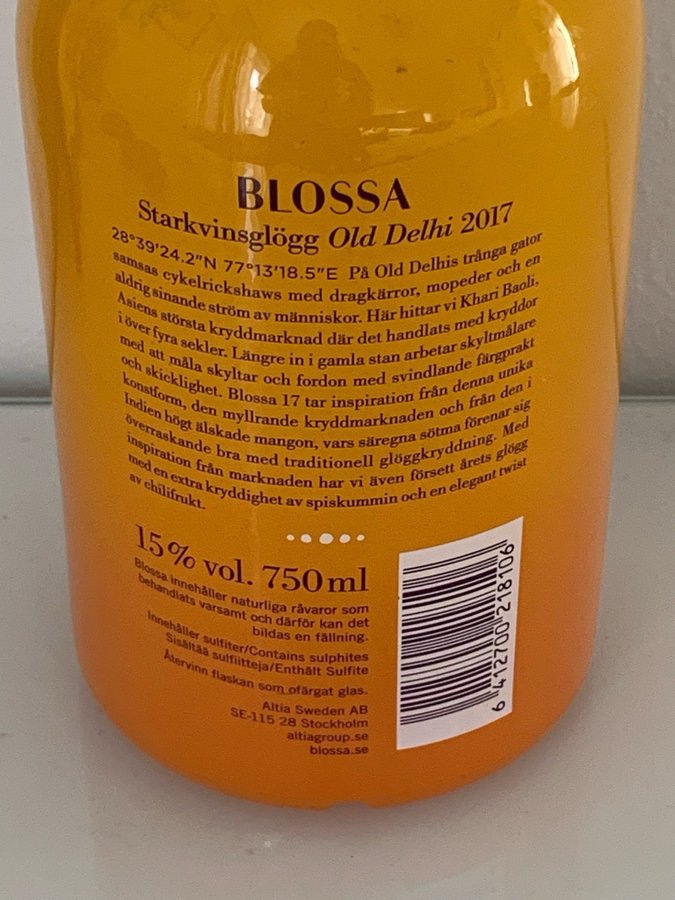 BLOSSA
Starkvinsglögg Old Delhi 2017
28°39'24.2"N 77°13'18.5"E På Old Delhis trånga gator
samsas cykelrickshaws med dragkärror, mopeder och en
aldrig sinande ström av människor. Här hittar vi Khari Baoli,
Asiens största kryddmarknad där det handlats med kryddor
i över fyra sekler. Längre in i gamla stan arbetar skyltmålare
med att måla skyltar och fordon med svindlande färgprakt
och skicklighet. Blossa 17 tar inspiration från denna unika
konstform, den myllrande kryddmarknaden och från den i
Indien högt älskade mangon, vars säregna sötma förenar sig
överraskande bra med traditionell glöggkryddning. Med
inspiration från marknaden har vi även försett årets glögg
med en extra kryddighet av spiskummin och en elegant twist
av chilifrukt.
15% vol. 750 ml
Blossa innehåller naturliga råvaror som
behandlats varsamt och därför kan det
bildas en fällning.
Innehåller sulfiter/Contains sulphites
Sisältää sulfiitteja/Enthält Sulfite
Återvinn flaskan som ofärgat glas.
Altia Sweden AB
SE-115 28 Stockholm
altiagroup.se
blossa.se
6 412700 218106